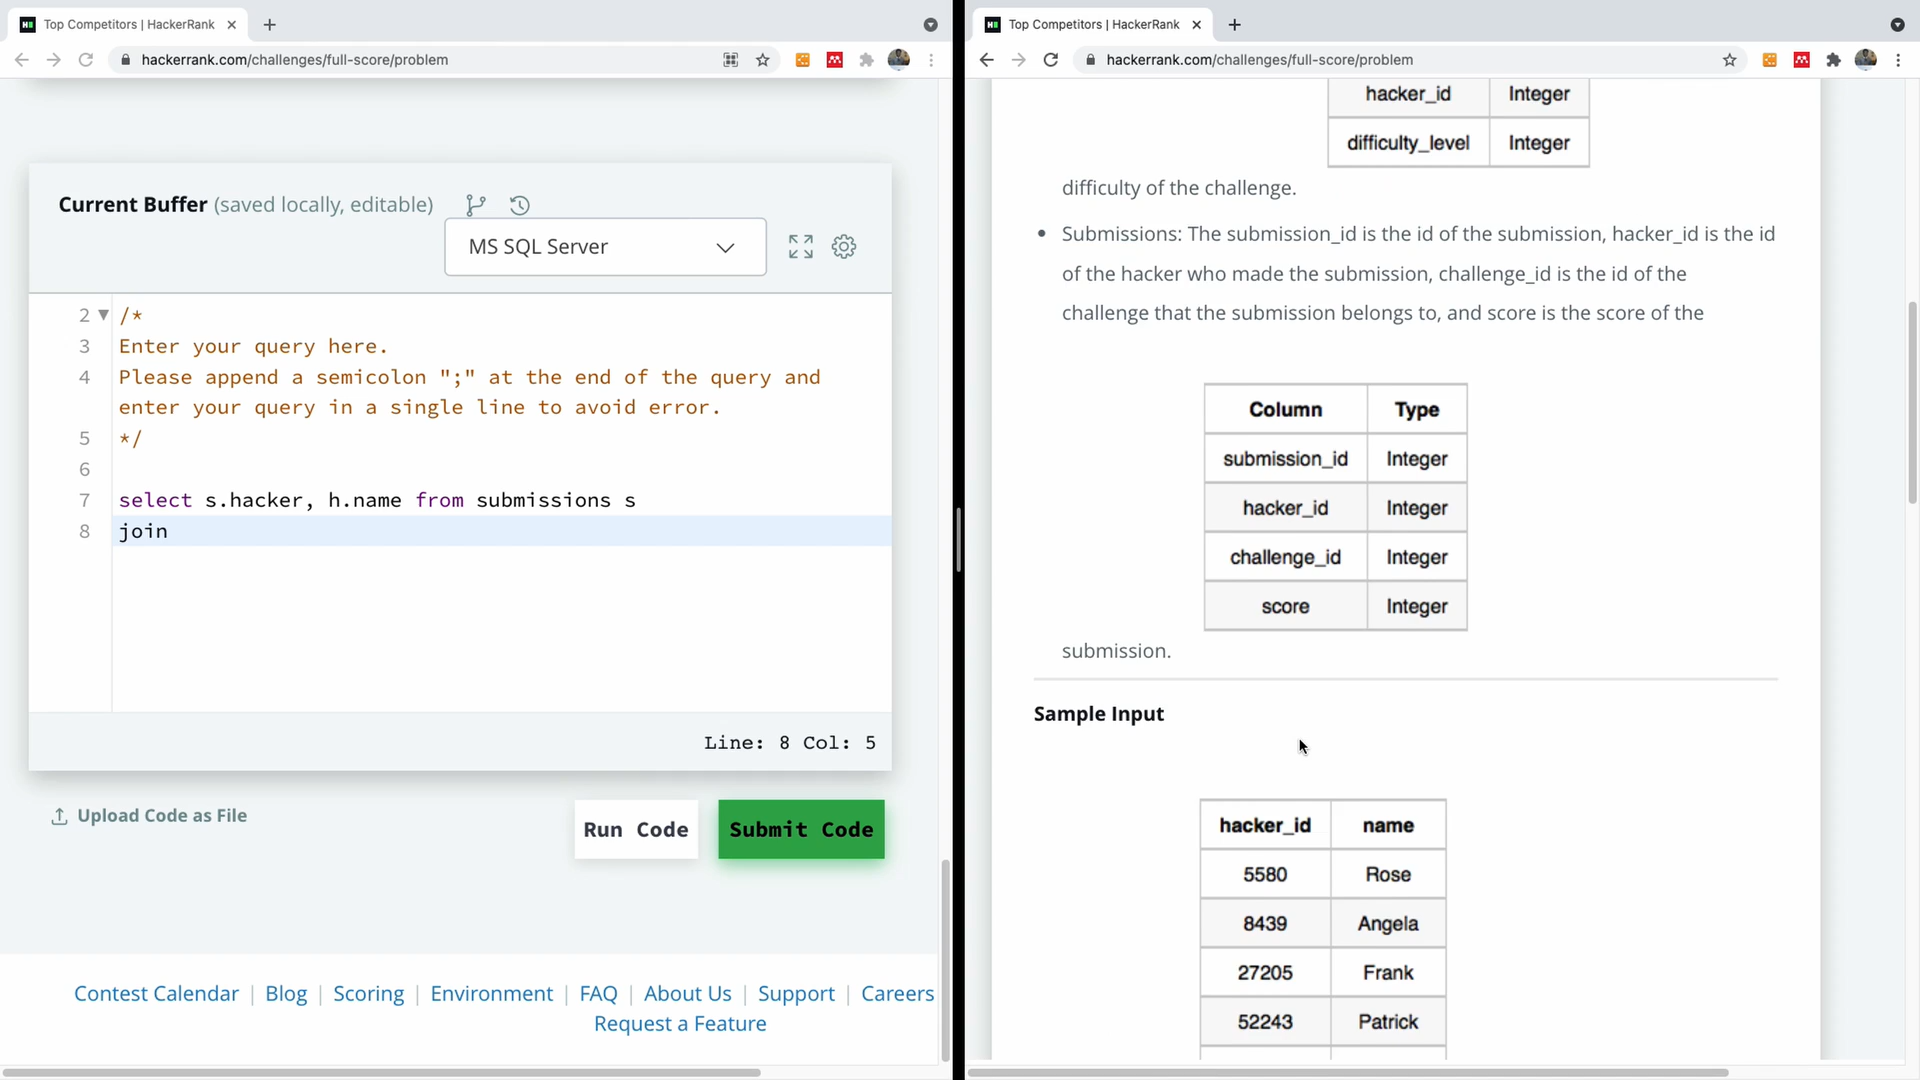 Top Competitors | HackerRank
hackerrank.com/challenges/full-score/problem
Current Buffer (saved locally, editable)
MS SQL Server
2 /*
3 Enter your query here.
4 Please append a semicolon ";" at the end of the query and
enter your query in a single line to avoid error.
5 */
6
7 select s.hacker, h.name from submissions s
8 join
Line: 8 Col: 5
Upload Code as File
Run Code
Submit Code
Contest Calendar | Blog | Scoring | Environment | FAQ | About Us | Support | Careers
Request a Feature
Top Competitors | HackerRank
hackerrank.com/challenges/full-score/problem
hacker_id Integer
difficulty_level Integer
difficulty of the challenge.
• Submissions: The submission_id is the id of the submission, hacker_id is the id
of the hacker who made the submission, challenge_id is the id of the
challenge that the submission belongs to, and score is the score of the
Column Type
submission_id Integer
hacker_id Integer
challenge_id Integer
score Integer
submission.
Sample Input
hacker_id name
5580 Rose
8439 Angela
27205 Frank
52243 Patrick